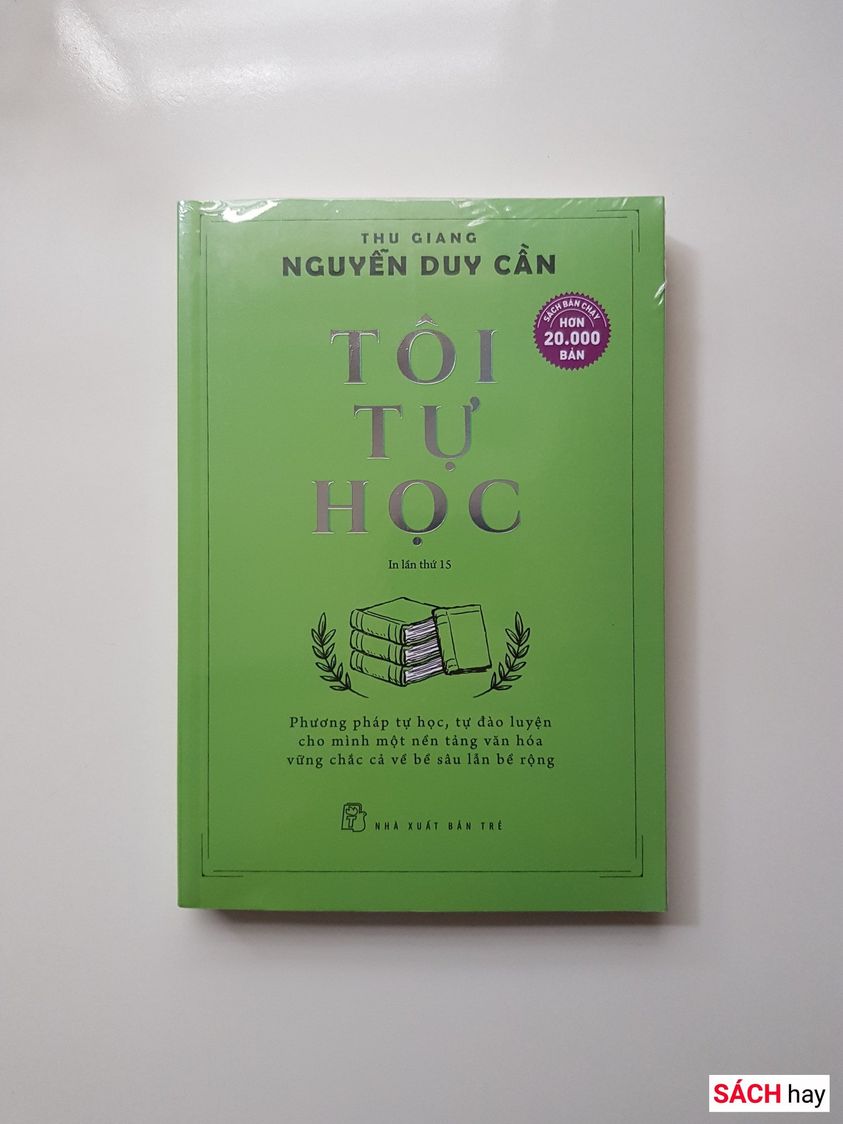 THU GIANG
NGUYỄN DUY CẦN
SÁCH BÁN CHẠY
HƠN
20.000
BẢN
TÔI
TỰ
HỌC
In lần thứ 15
Phương pháp tự học, tự đào luyện
cho mình một nền tảng văn hóa
vững chắc cả về bề sâu lẫn bề rộng
NHÀ XUẤT BẢN TRẺ
SÁCH hay